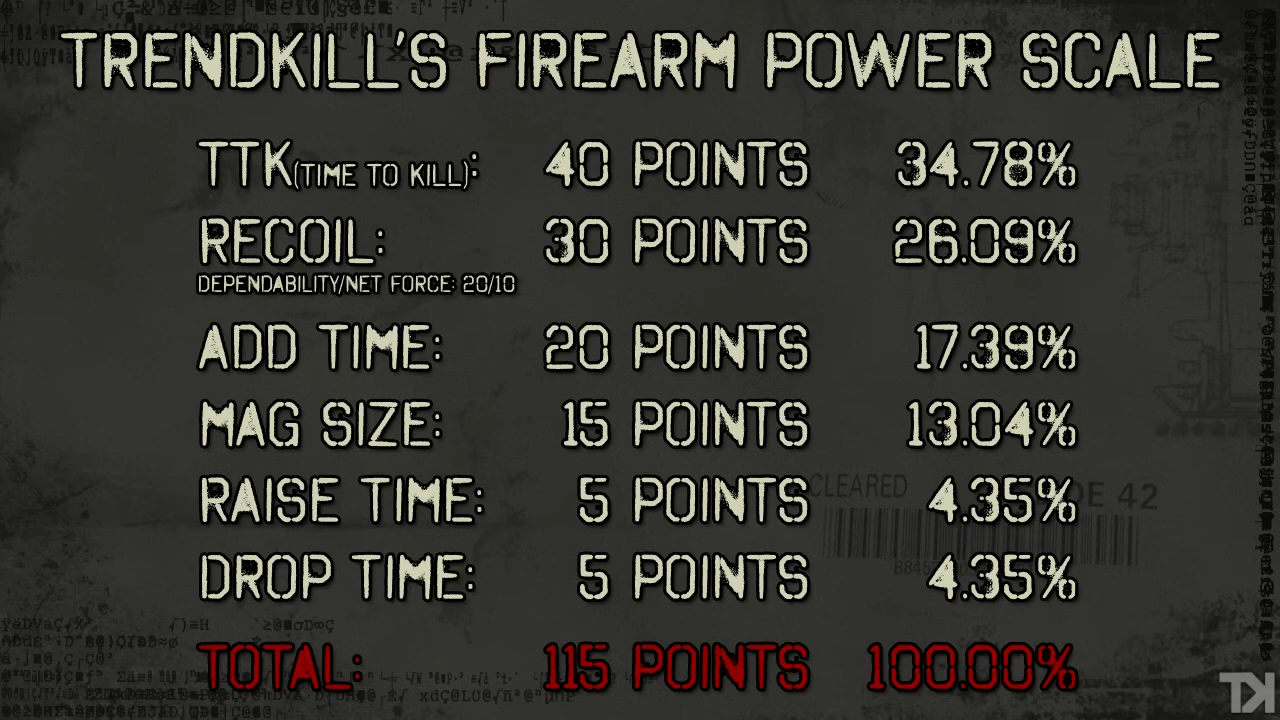 TRENDKILL'S FIREARM POWER SCALE
TTK(TIME TO KILL): 40 POINTS 34.78%
RECOIL: 30 POINTS 26.09%
DEPENDABILITY/NET FORCE: 20/10
ADD TIME: 20 POINTS 17.39%
MAG SIZE: 15 POINTS 13.04%
CLEARED
RAISE TIME: 5 POINTS 4.35%
DROP TIME: 5 POINTS 4.35%
TOTAL: 115 POINTS 100.00%
TK